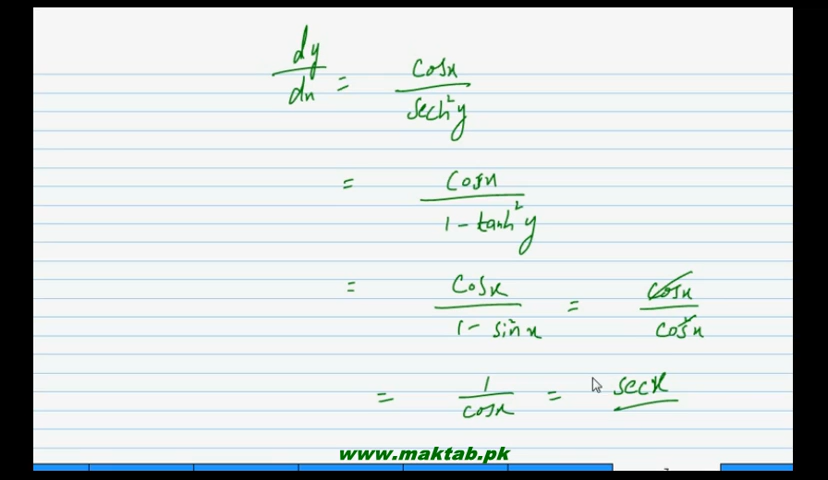 dy/dx = cosx/sech²y
= cosx/1 - tanh²y
= cosx/1 - sin²x = cosx/cos²x
= 1/cosx = secx
www.maktab.pk